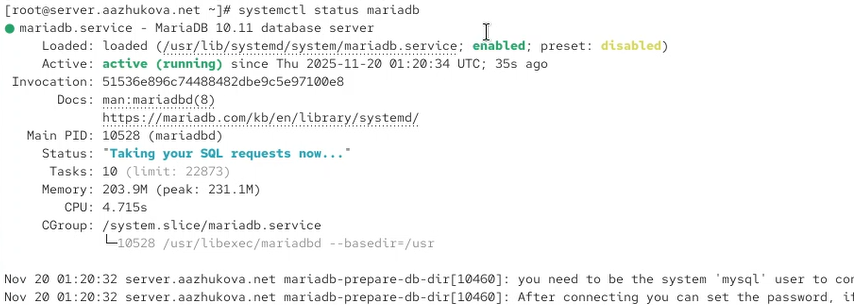 [root@server.aazhukova.net ~]# systemctl status mariadb
● mariadb.service - MariaDB 10.11 database server
Loaded: loaded (/usr/lib/systemd/system/mariadb.service; enabled; preset: disabled)
Active: active (running) since Thu 2025-11-20 01:20:34 UTC; 35s ago
Invocation: 51536e896c74488482dbe9c5e97100e8
Docs: man:mariadbd(8)
https://mariadb.com/kb/en/library/systemd/
Main PID: 10528 (mariadbd)
Status: "Taking your SQL requests now..."
Tasks: 10 (limit: 22873)
Memory: 203.9M (peak: 231.1M)
CPU: 4.715s
CGroup: /system.slice/mariadb.service
└─10528 /usr/libexec/mariadbd --basedir=/usr
Nov 20 01:20:32 server.aazhukova.net mariadb-prepare-db-dir[10460]: you need to be the system 'mysql' user to con
Nov 20 01:20:32 server.aazhukova.net mariadb-prepare-db-dir[10460]: After connecting you can set the password, it